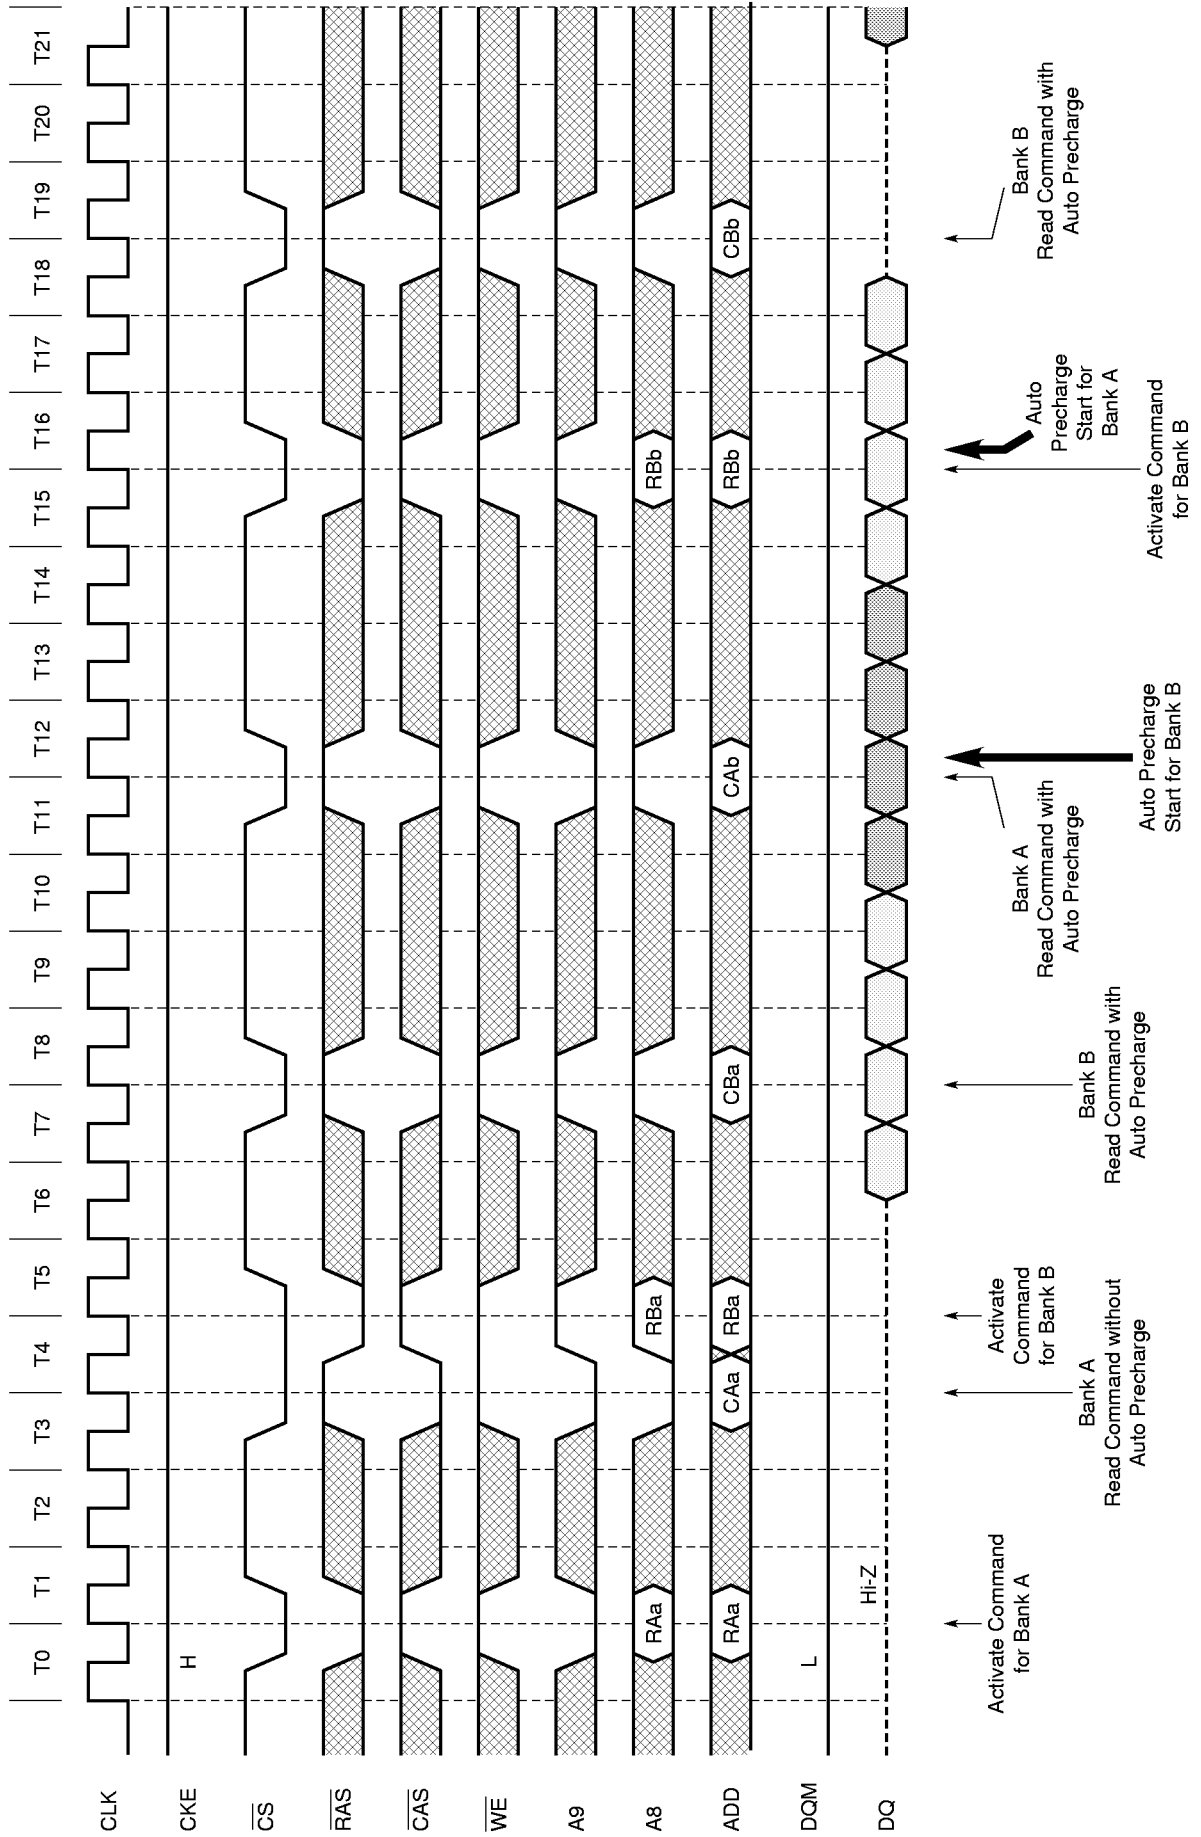 T0 T1 T2 T3 T4 T5 T6 T7 T8 T9 T10 T11 T12 T13 T14 T15 T16 T17 T18 T19 T20 T21
CLK
CKE
H
CS
RAS
CAS
WE
A9
A8
RAa RBa RBb
ADD
RAa CAa RBa CBa CAb RBb CBb
DQM
L
DQ
Hi-Z
Activate Command
for Bank A
Bank A
Read Command without
Auto Precharge
Activate
Command
for Bank B
Bank B
Read Command with
Auto Precharge
Bank A
Read Command with
Auto Precharge
Auto Precharge
Start for Bank B
Activate Command
for Bank B
Auto
Precharge
Start for
Bank A
Bank B
Read Command with
Auto Precharge